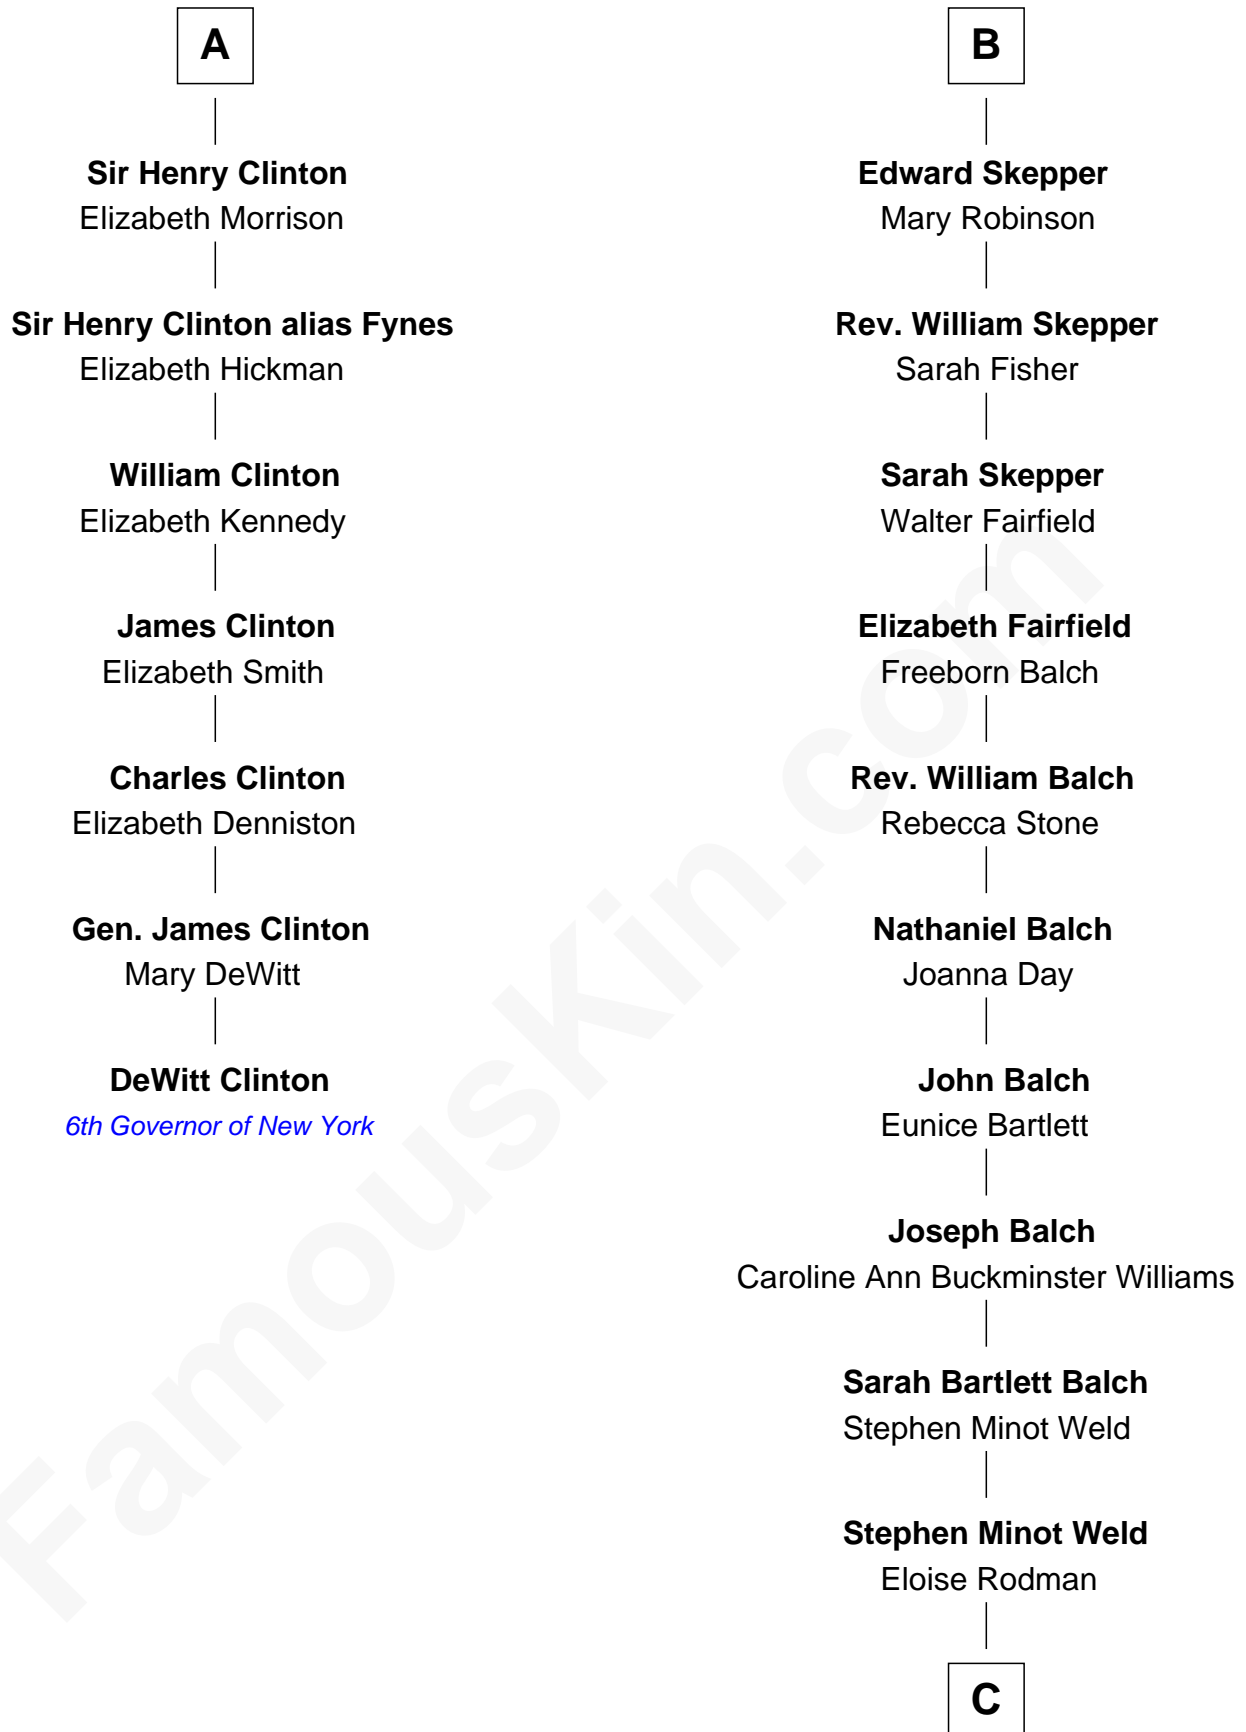 A
Sir Henry Clinton
Elizabeth Morrison
Sir Henry Clinton alias Fynes
Elizabeth Hickman
William Clinton
Elizabeth Kennedy
James Clinton
Elizabeth Smith
Charles Clinton
Elizabeth Denniston
Gen. James Clinton
Mary DeWitt
DeWitt Clinton
6th Governor of New York
B
Edward Skepper
Mary Robinson
Rev. William Skepper
Sarah Fisher
Sarah Skepper
Walter Fairfield
Elizabeth Fairfield
Freeborn Balch
Rev. William Balch
Rebecca Stone
Nathaniel Balch
Joanna Day
John Balch
Eunice Bartlett
Joseph Balch
Caroline Ann Buckminster Williams
Sarah Bartlett Balch
Stephen Minot Weld
Stephen Minot Weld
Eloise Rodman
C
FamousKin.com